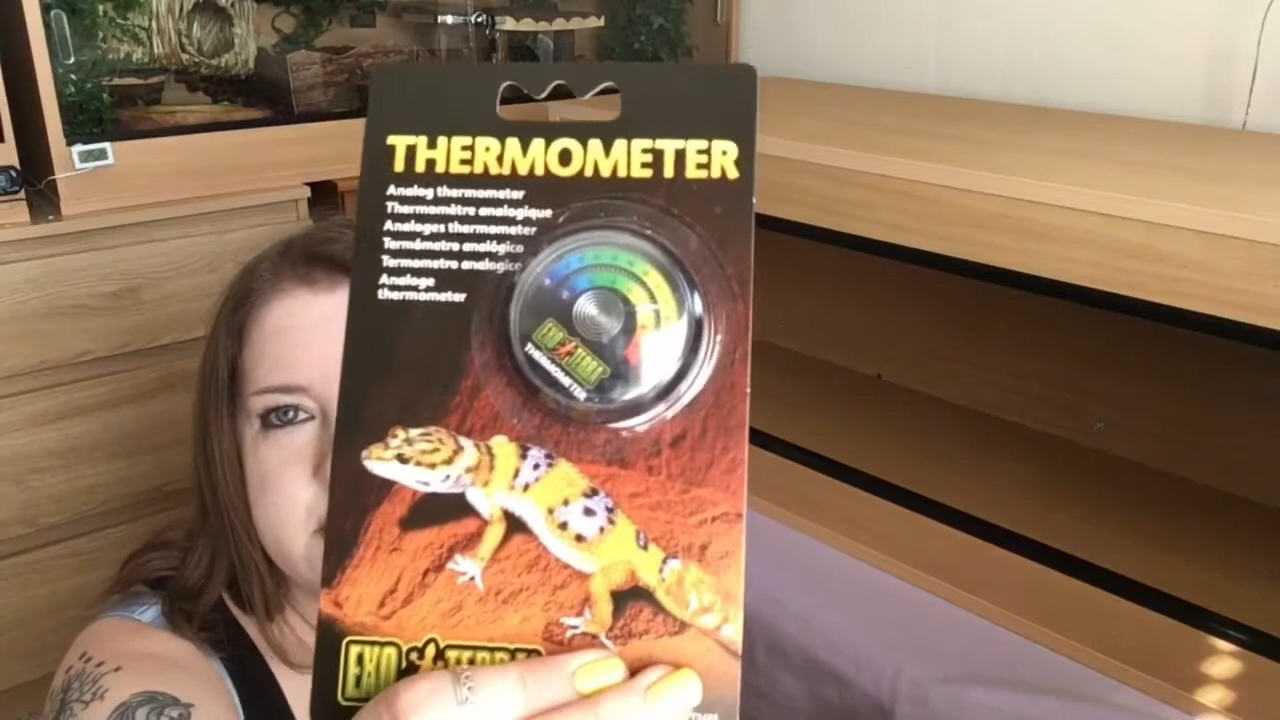 THERMOMETER
Analog thermometer
Thermomètre analogique
Analoges thermometer
Termómetro analógico
Termometro analogico
Analoge
thermometer
EXO TERRA
THERMOMETER
EXO TERRA